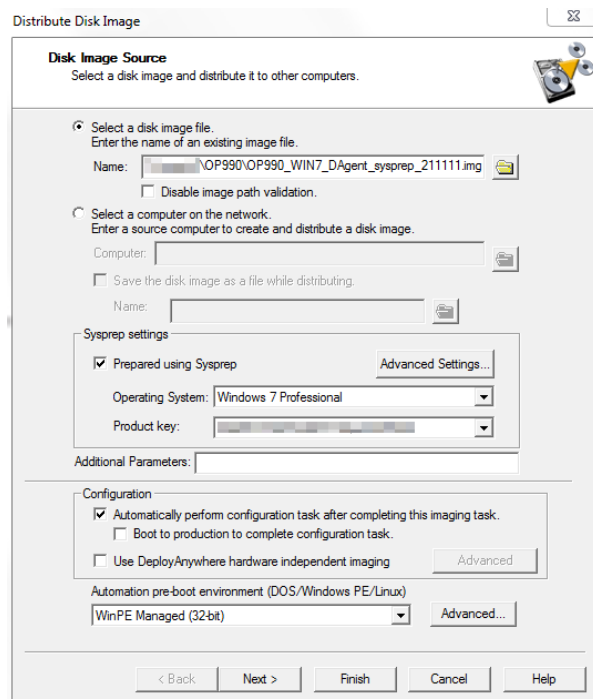 Distribute Disk Image
Disk Image Source
Select a disk image and distribute it to other computers.
Select a disk image file.
Enter the name of an existing image file.
Name: \OP990\OP990_WIN7_DAgent_sysprep_211111.img
Disable image path validation.
Select a computer on the network.
Enter a source computer to create and distribute a disk image.
Computer:
Save the disk image as a file while distributing.
Name:
Sysprep settings
Prepared using Sysprep Advanced Settings...
Operating System: Windows 7 Professional
Product key:
Additional Parameters:
Configuration
Automatically perform configuration task after completing this imaging task.
Boot to production to complete configuration task.
Use DeployAnywhere hardware independent imaging Advanced
Automation pre-boot environment (DOS/Windows PE/Linux)
WinPE Managed (32-bit) Advanced...
< Back Next > Finish Cancel Help